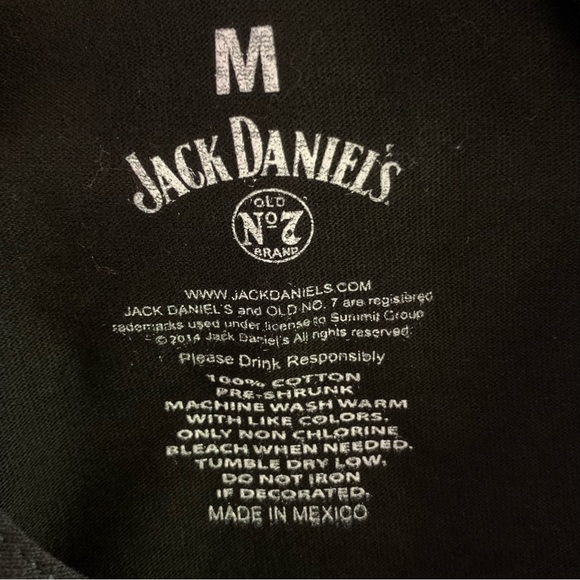 M
JACK DANIEL'S
OLD
Nº7
BRAND
WWW.JACKDANIELS.COM
JACK DANIEL'S and OLD NO. 7 are registered
trademarks used under license to Summit Group
©2014 Jack Daniel's All rights reserved.
Please Drink Responsibly
100% COTTON
PRE-SHRUNK
MACHINE WASH WARM
WITH LIKE COLORS.
ONLY NON CHLORINE
BLEACH WHEN NEEDED.
TUMBLE DRY LOW.
DO NOT IRON
IF DECORATED.
MADE IN MEXICO